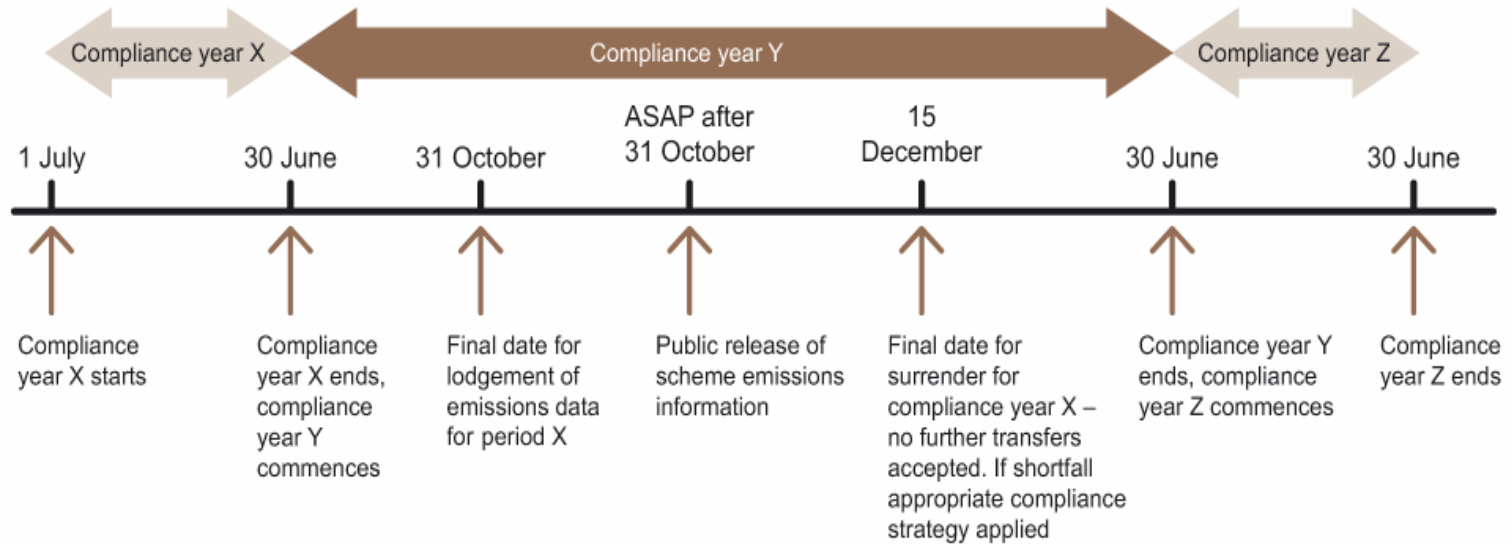 Compliance year X
Compliance year Y
Compliance year Z
1 July
30 June
31 October
ASAP after
31 October
15
December
30 June
30 June
Compliance
year X starts
Compliance
year X ends,
compliance
year Y
commences
Final date for
lodgement of
emissions data
for period X
Public release of
scheme emissions
information
Final date for
surrender for
compliance year X –
no further transfers
accepted. If shortfall
appropriate compliance
strategy applied
Compliance year Y
ends, compliance
year Z commences
Compliance
year Z ends